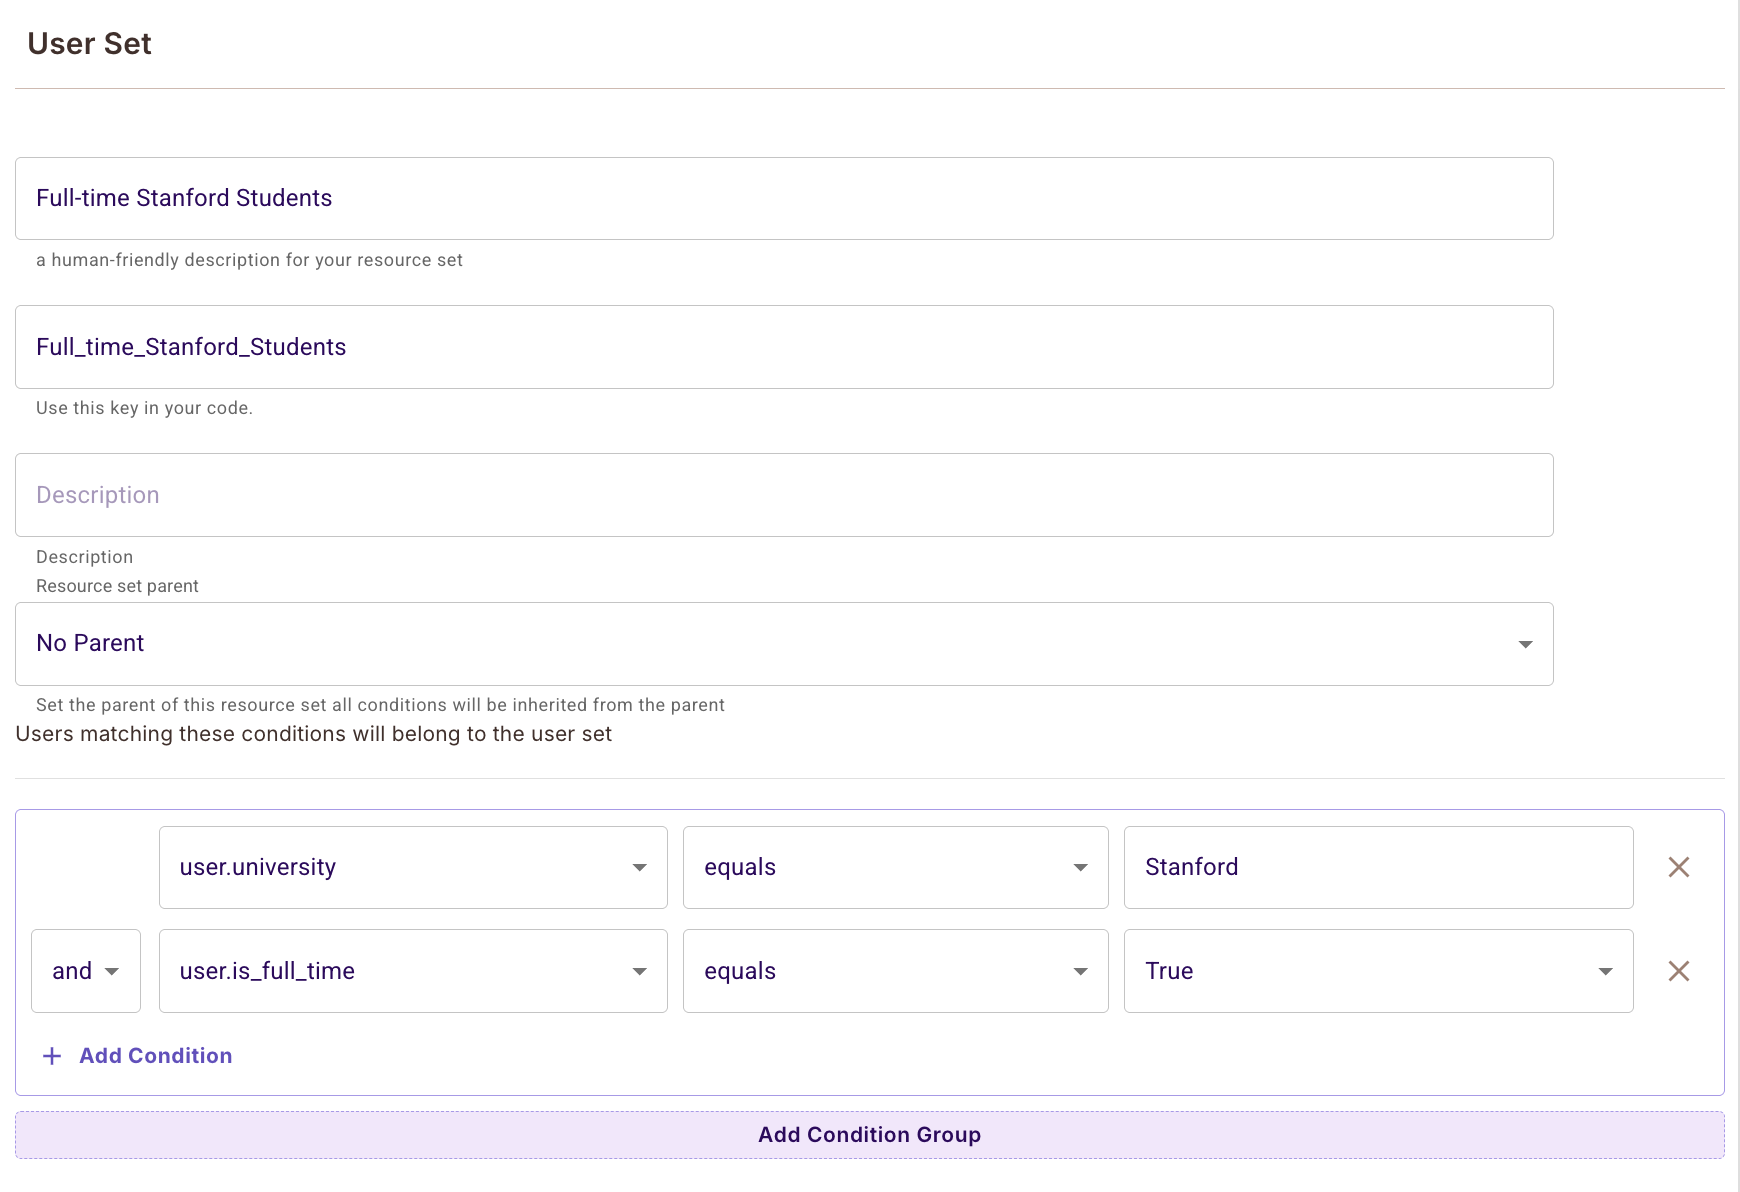 User Set
Full-time Stanford Students
a human-friendly description for your resource set
Full_time_Stanford_Students
Use this key in your code.
Description
Description
Resource set parent
No Parent
Set the parent of this resource set all conditions will be inherited from the parent
Users matching these conditions will belong to the user set
user.university equals Stanford
and user.is_full_time equals True
+ Add Condition
Add Condition Group